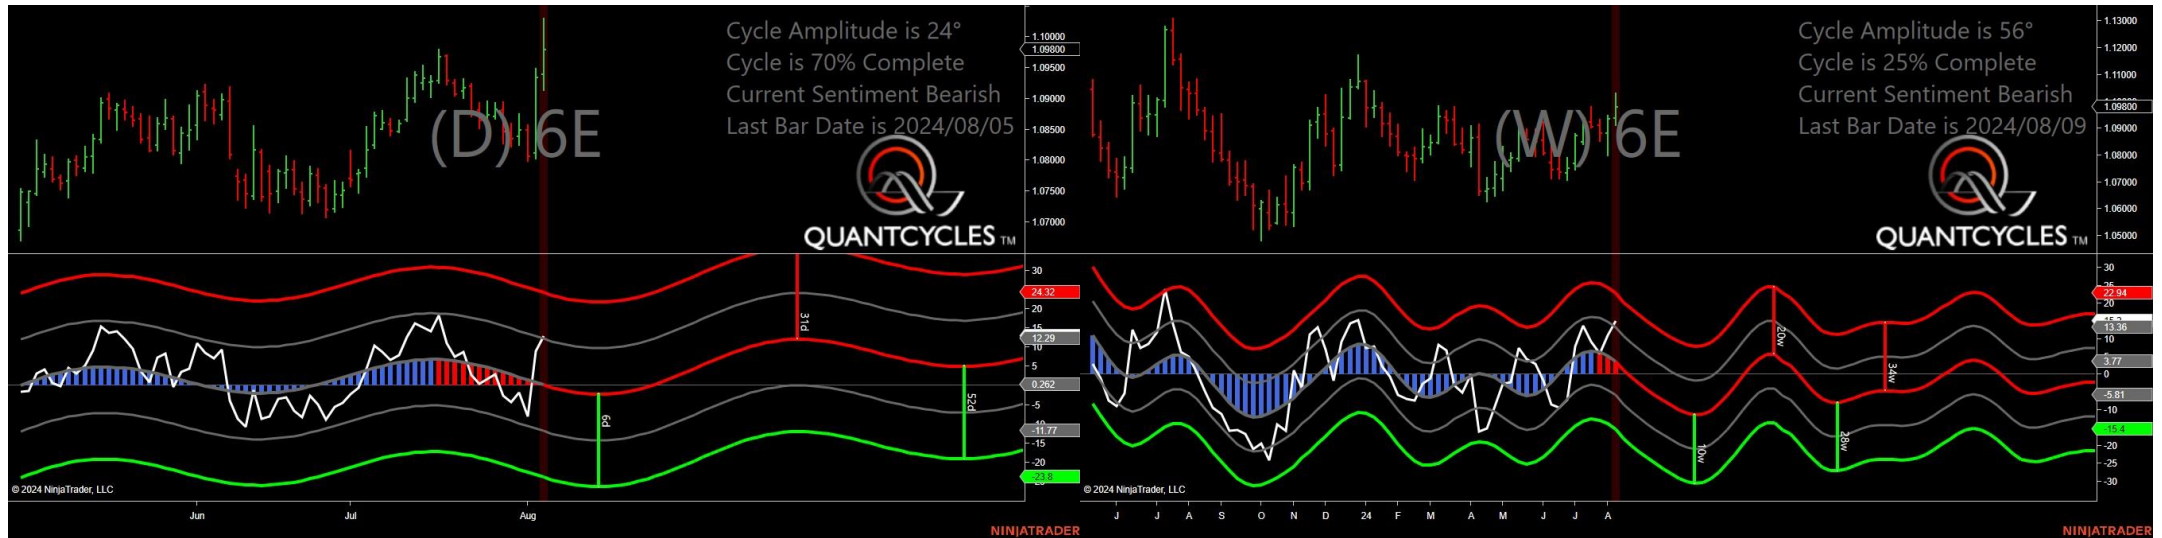 Cycle Amplitude is 24°
Cycle is 70% Complete
Current Sentiment Bearish
Last Bar Date is 2024/08/05
(D) 6E
QUANTCYCLES TM
1.10000
1.09800
1.09500
1.09000
1.08500
1.08000
1.07500
1.07000
30
24.32
20
15
12.29
10
5
0.262
-5
-11.77
-15
-20
-23.8
6d
31d
52d
© 2024 NinjaTrader, LLC
Jun
Jul
Aug
NINJATRADER
Cycle Amplitude is 56°
Cycle is 25% Complete
Current Sentiment Bearish
Last Bar Date is 2024/08/09
(W) 6E
QUANTCYCLES TM
1.13000
1.12000
1.11000
1.09800
1.09000
1.08000
1.07000
1.06000
1.05000
30
22.94
20
13.36
10
3.77
0
-5.81
-10
-15.4
-20
-25
-30
10w
20w
28w
34w
© 2024 NinjaTrader, LLC
J
J
A
S
O
N
D
24
F
M
A
M
J
J
A
NINJATRADER